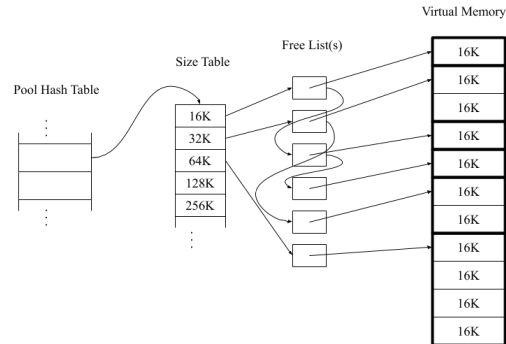 Virtual Memory
Free List(s)
Size Table
Pool Hash Table
16K
32K
64K
128K
256K
16K
16K
16K
16K
16K
16K
16K
16K
16K
16K
16K